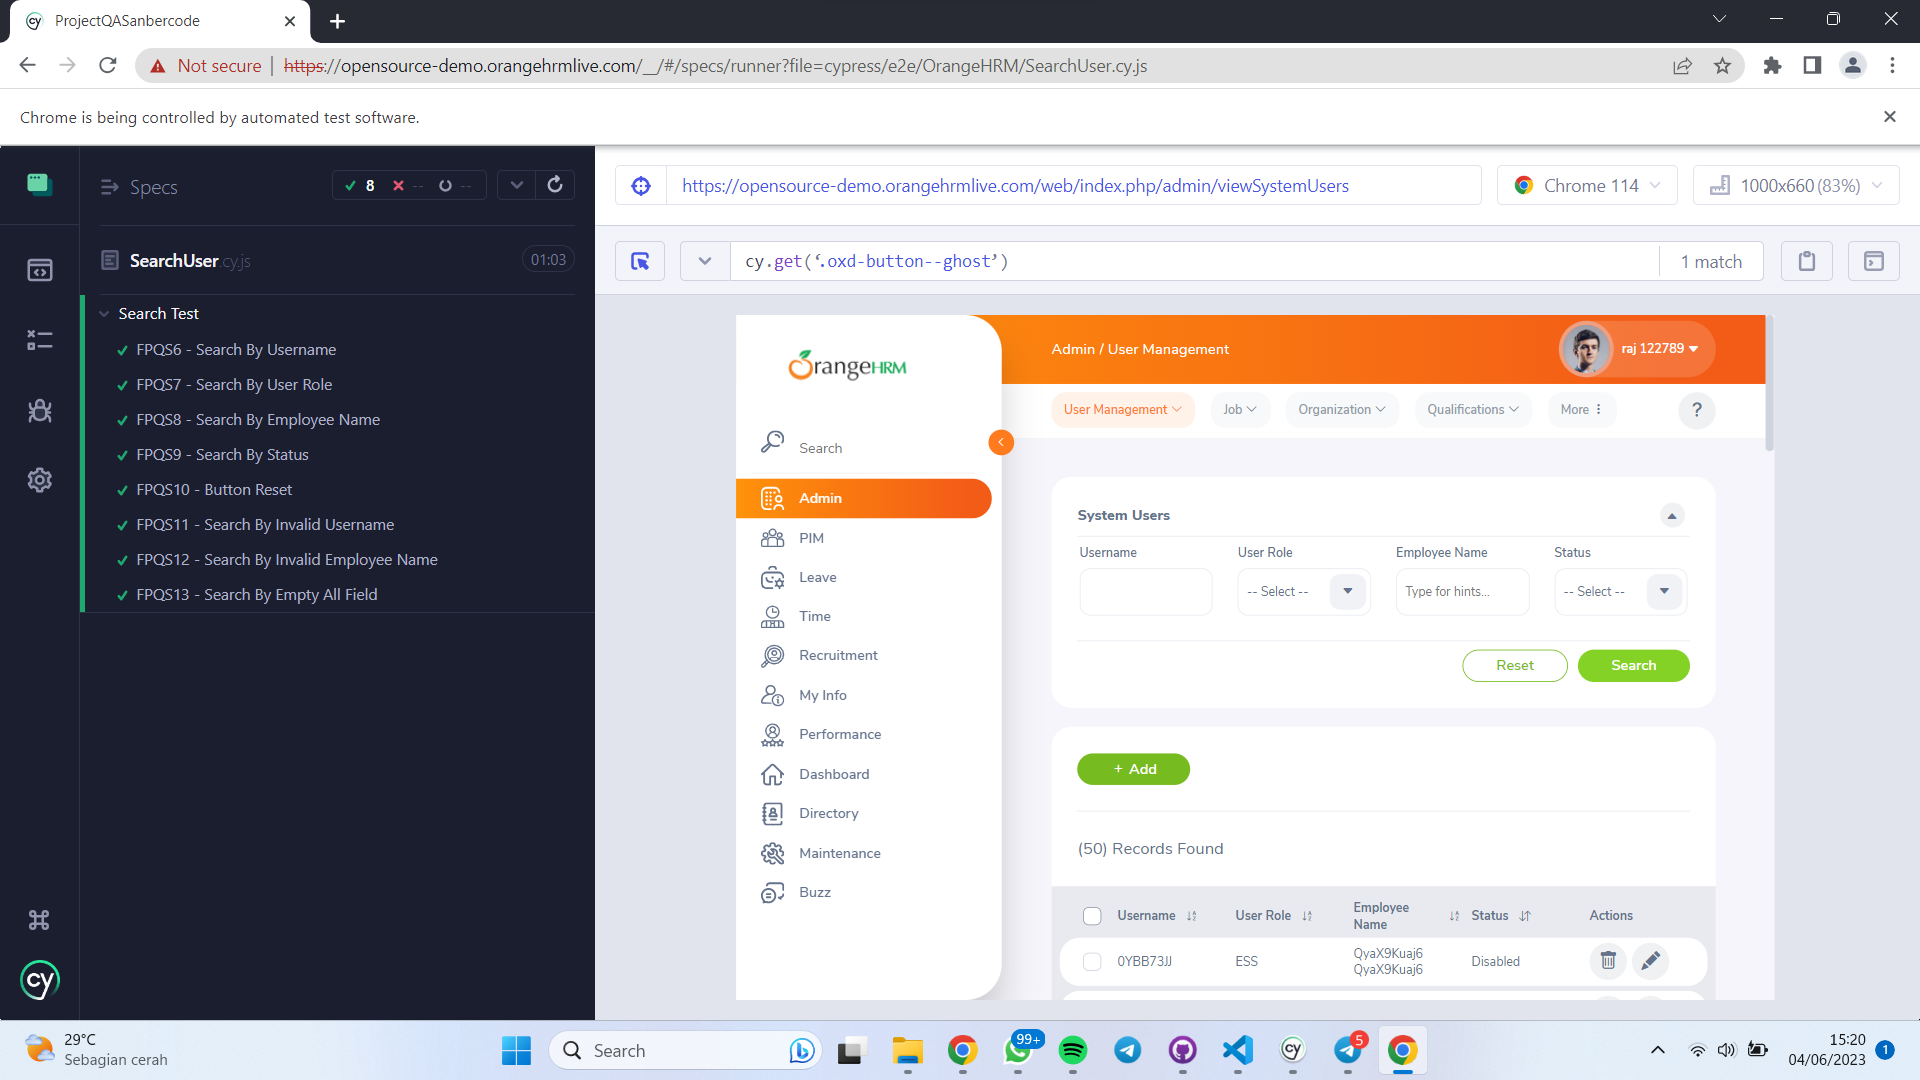 ProjectQASanbercode
Not secure | https://opensource-demo.orangehrmlive.com/__/#/specs/runner?file=cypress/e2e/OrangeHRM/SearchUser.cy.js
Chrome is being controlled by automated test software.
Specs
8 -- --
https://opensource-demo.orangehrmlive.com/web/index.php/admin/viewSystemUsers
Chrome 114
1000x660 (83%)
SearchUser.cy.js
01:03
cy.get(‘.oxd-button--ghost’)
1 match
Search Test
FPQS6 - Search By Username
FPQS7 - Search By User Role
FPQS8 - Search By Employee Name
FPQS9 - Search By Status
FPQS10 - Button Reset
FPQS11 - Search By Invalid Username
FPQS12 - Search By Invalid Employee Name
FPQS13 - Search By Empty All Field
cy
OrangeHRM
Search
Admin
PIM
Leave
Time
Recruitment
My Info
Performance
Dashboard
Directory
Maintenance
Buzz
Admin / User Management
raj 122789
User Management
Job
Organization
Qualifications
More
?
System Users
Username
User Role
Employee Name
Status
-- Select --
Type for hints...
-- Select --
Reset
Search
+ Add
(50) Records Found
Username
User Role
Employee Name
Status
Actions
0YBB73JJ
ESS
QyaX9Kuaj6 QyaX9Kuaj6
Disabled
29°C
Sebagian cerah
Search
99+
cy
5
15:20
04/06/2023
1